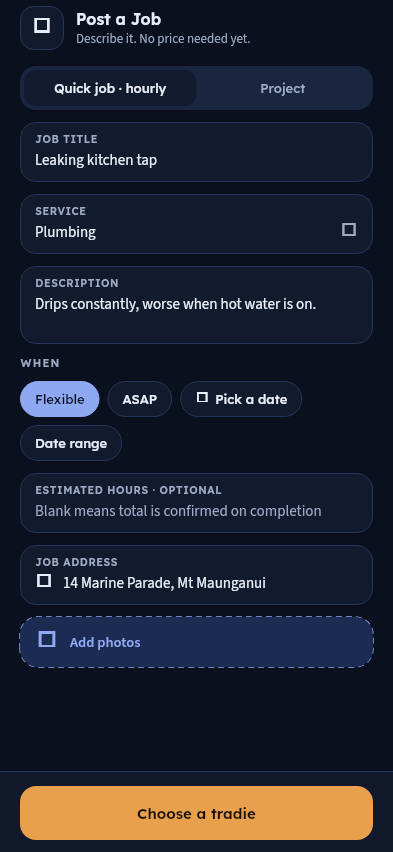 Post a Job
Describe it. No price needed yet.
Quick job · hourly
Project
JOB TITLE
Leaking kitchen tap
SERVICE
Plumbing
DESCRIPTION
Drips constantly, worse when hot water is on.
WHEN
Flexible
ASAP
Pick a date
Date range
ESTIMATED HOURS · OPTIONAL
Blank means total is confirmed on completion
JOB ADDRESS
14 Marine Parade, Mt Maunganui
Add photos
Choose a tradie